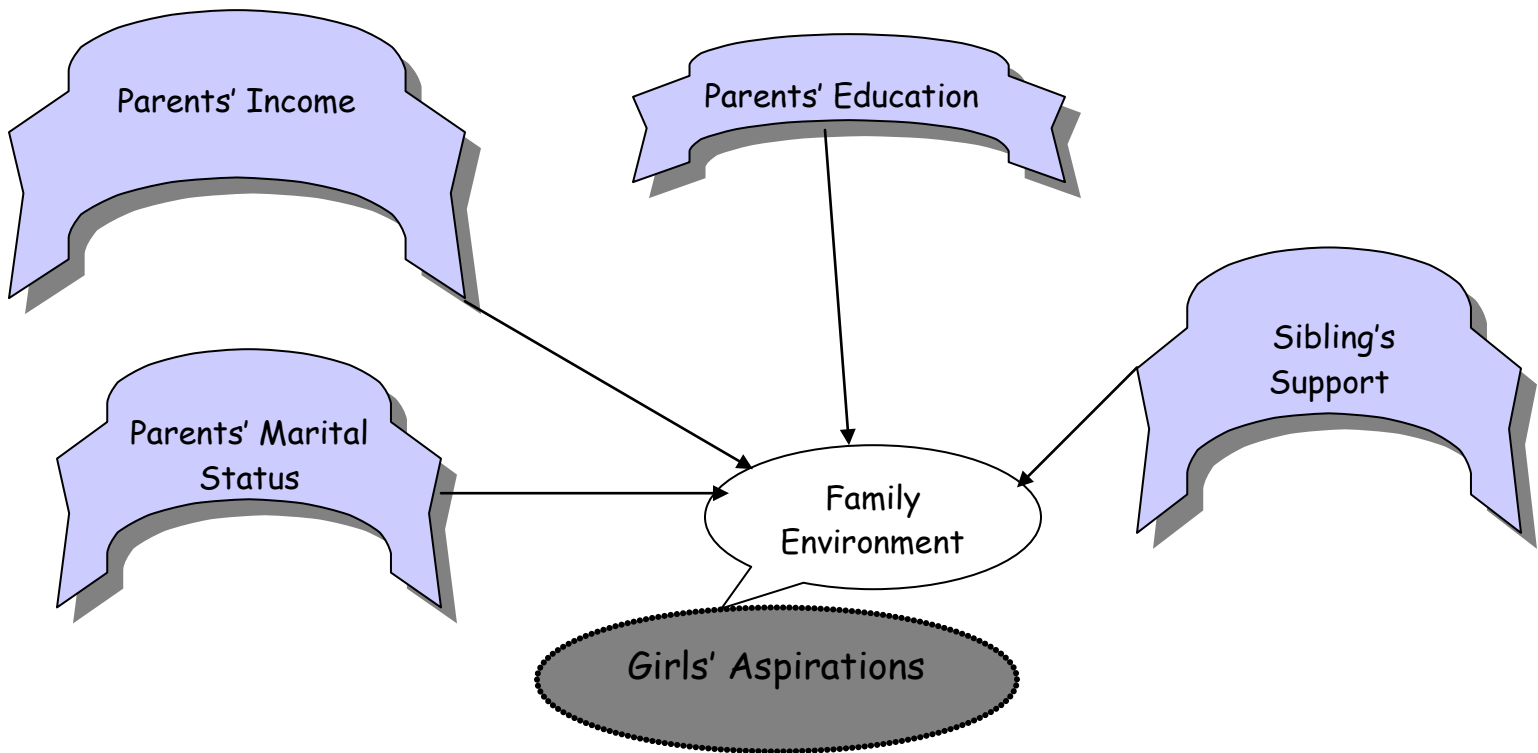 Parents' Income
Parents' Education
Sibling's
Support
Parents' Marital
Status
Family
Environment
Girls' Aspirations